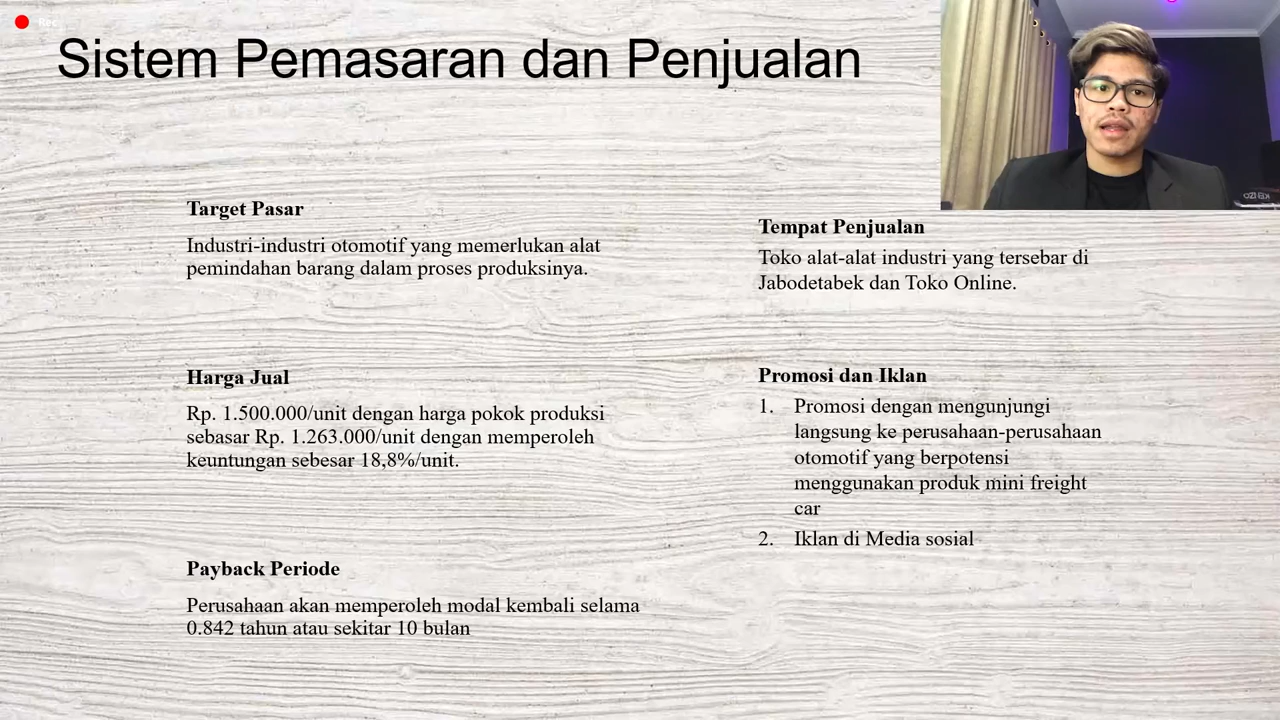 Rec
Sistem Pemasaran dan Penjualan
Target Pasar
Industri-industri otomotif yang memerlukan alat
pemindahan barang dalam proses produksinya.
Harga Jual
Rp. 1.500.000/unit dengan harga pokok produksi
sebasar Rp. 1.263.000/unit dengan memperoleh
keuntungan sebesar 18,8%/unit.
Payback Periode
Perusahaan akan memperoleh modal kembali selama
0.842 tahun atau sekitar 10 bulan
Tempat Penjualan
Toko alat-alat industri yang tersebar di
Jabodetabek dan Toko Online.
Promosi dan Iklan
1. Promosi dengan mengunjungi
langsung ke perusahaan-perusahaan
otomotif yang berpotensi
menggunakan produk mini freight
car
2. Iklan di Media sosial